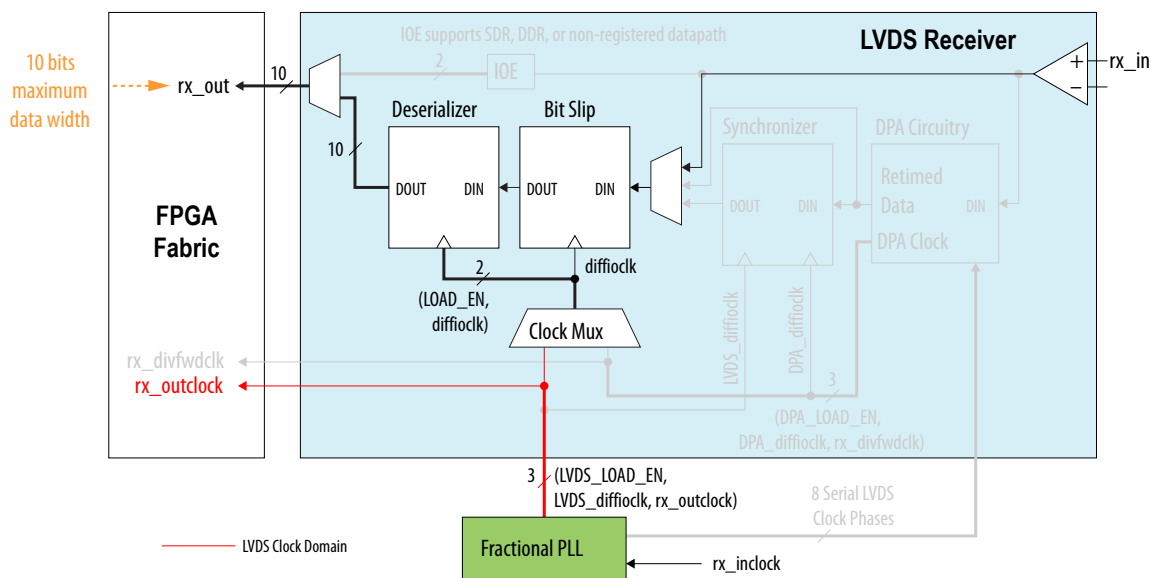 IOE supports SDR, DDR, or non-registered datapath
LVDS Receiver
10 bits
maximum
data width
rx_out
10
2
IOE
+
−
rx_in
Deserializer
Bit Slip
Synchronizer
DPA Circuitry
10
DOUT
DIN
DOUT
DIN
DOUT
DIN
Retimed
Data
DIN
DPA Clock
FPGA
Fabric
2
(LOAD_EN,
diffioclk)
diffioclk
Clock Mux
LVDS_diffioclk
DPA_diffioclk
rx_divfwdclk
rx_outclock
3
(DPA_LOAD_EN,
DPA_diffioclk, rx_divfwdclk)
3
(LVDS_LOAD_EN,
LVDS_diffioclk, rx_outclock)
8 Serial LVDS
Clock Phases
LVDS Clock Domain
Fractional PLL
rx_inclock